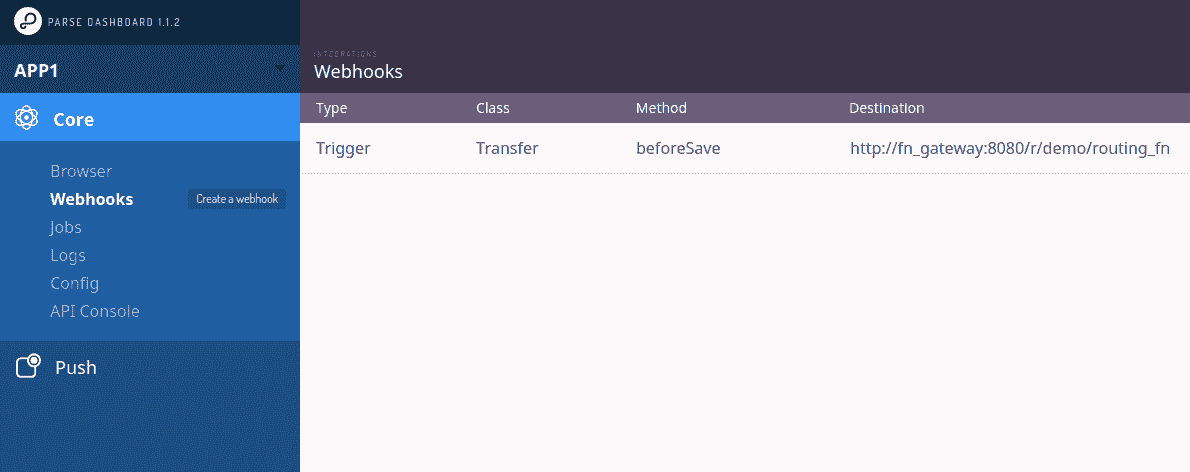 PARSE DASHBOARD 1.1.2
APP1
Core
Browser
Webhooks
Create a webhook
Jobs
Logs
Config
API Console
Push
INTEGRATIONS
Webhooks
Type Class Method Destination
Trigger Transfer beforeSave http://fn_gateway:8080/r/demo/routing_fn